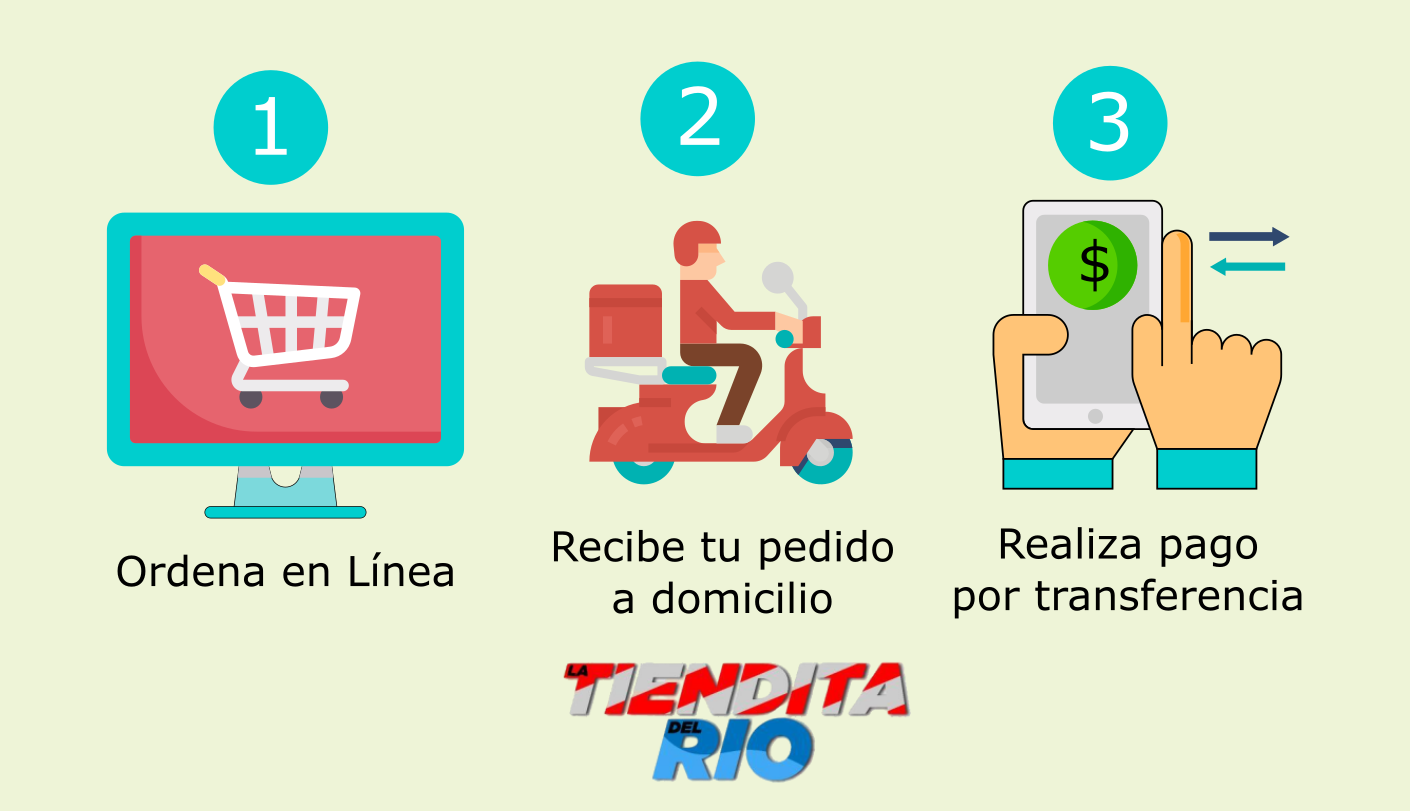 1
Ordena en Línea
2
Recibe tu pedido
a domicilio
3
$
Realiza pago
por transferencia
LA
TIENDITA
DEL
RIO